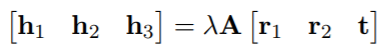 [h₁ h₂ h₃] = λA [r₁ r₂ t]